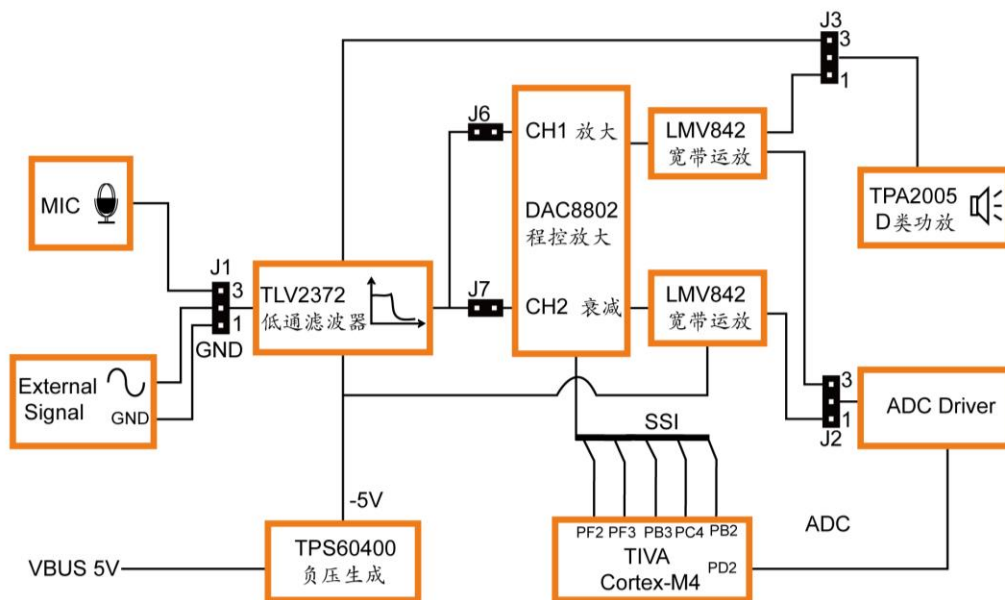 J3
3
1
J6
CH1 放大
LMV842
宽带运放
MIC
DAC8802
程控放大
TPA2005
D类功放
J1
3
1
GND
TLV2372
低通滤波器
J7
CH2 衰减
LMV842
宽带运放
External
Signal
GND
3
1
J2
ADC Driver
SSI
-5V
PF2 PF3 PB3 PC4 PB2
ADC
TPS60400
负压生成
VBUS 5V
TIVA
Cortex-M4
PD2